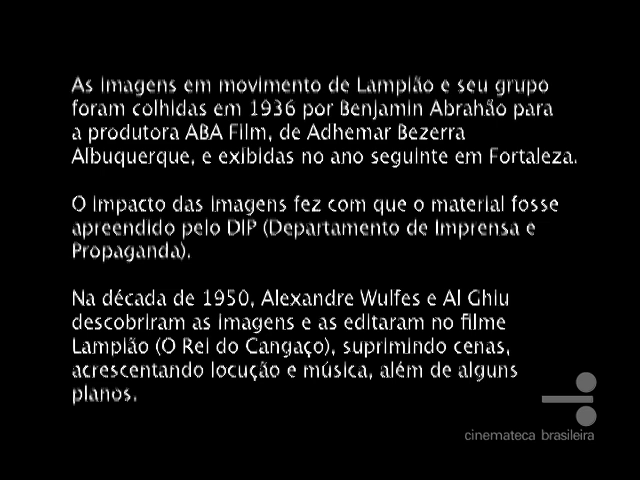 As imagens em movimento de Lampião e seu grupo
foram colhidas em 1936 por Benjamin Abrahão para
a produtora ABA Film, de Adhemar Bezerra
Albuquerque, e exibidas no ano seguinte em Fortaleza.
O impacto das imagens fez com que o material fosse
apreendido pelo DIP (Departamento de Imprensa e
Propaganda).
Na década de 1950, Alexandre Wulfes e Al Ghiu
descobriram as imagens e as editaram no filme
Lampião (O Rei do Cangaço), suprimindo cenas,
acrescentando locução e música, além de alguns
planos.
cinemateca brasileira